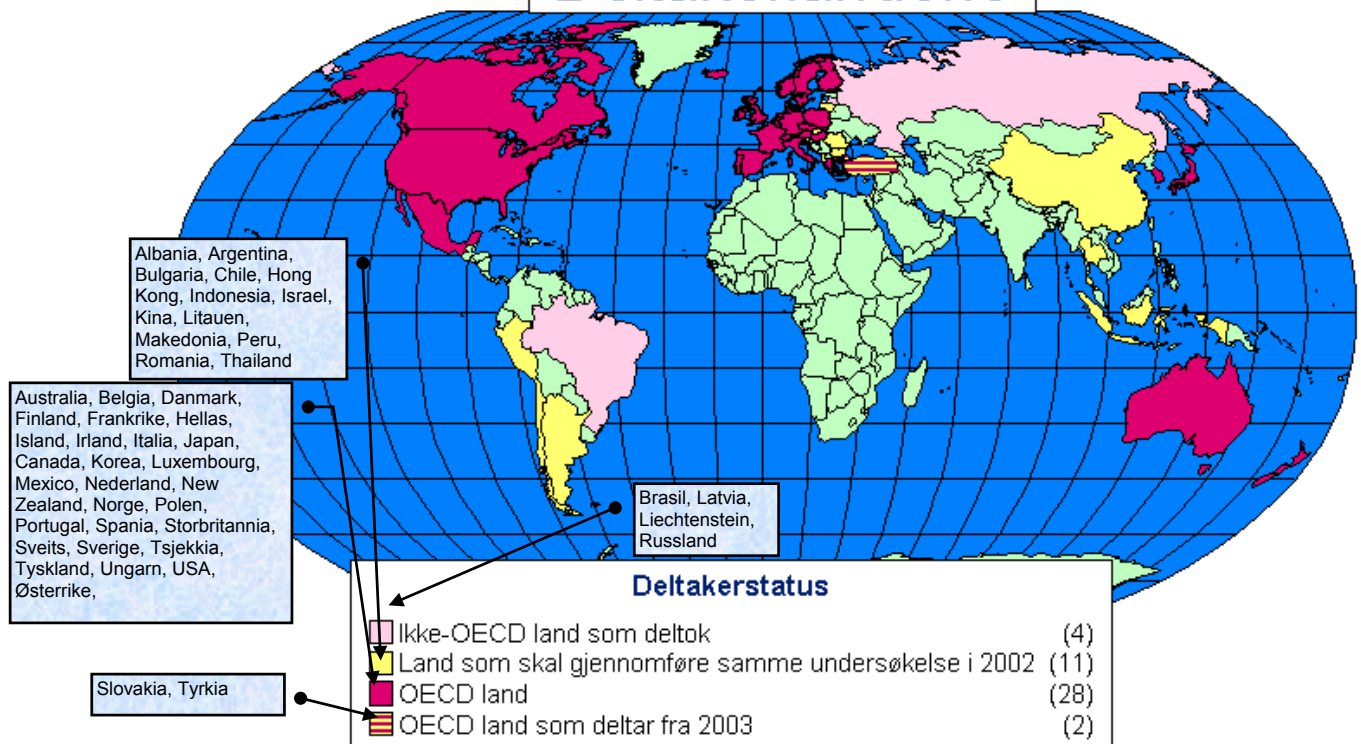 Albania, Argentina,
Bulgaria, Chile, Hong
Kong, Indonesia, Israel,
Kina, Litauen,
Makedonia, Peru,
Romania, Thailand
Australia, Belgia, Danmark,
Finland, Frankrike, Hellas,
Island, Irland, Italia, Japan,
Canada, Korea, Luxembourg,
Mexico, Nederland, New
Zealand, Norge, Polen,
Portugal, Spania, Storbritannia,
Sveits, Sverige, Tsjekkia,
Tyskland, Ungarn, USA,
Østerrike,
Brasil, Latvia,
Liechtenstein,
Russland
Slovakia, Tyrkia
Deltakerstatus
Ikke-OECD land som deltok (4)
Land som skal gjennomføre samme undersøkelse i 2002 (11)
OECD land (28)
OECD land som deltar fra 2003 (2)